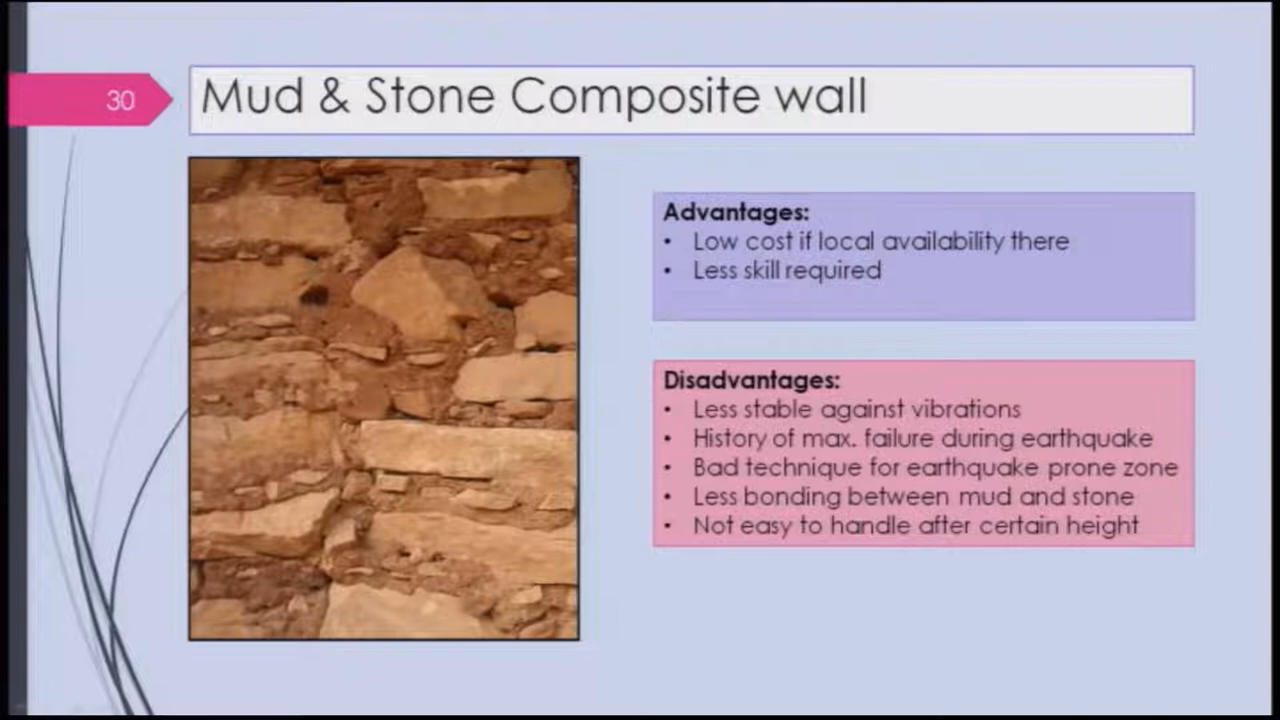 30
Mud & Stone Composite wall
Advantages:
• Low cost if local availability there
• Less skill required
Disadvantages:
• Less stable against vibrations
• History of max. failure during earthquake
• Bad technique for earthquake prone zone
• Less bonding between mud and stone
• Not easy to handle after certain height